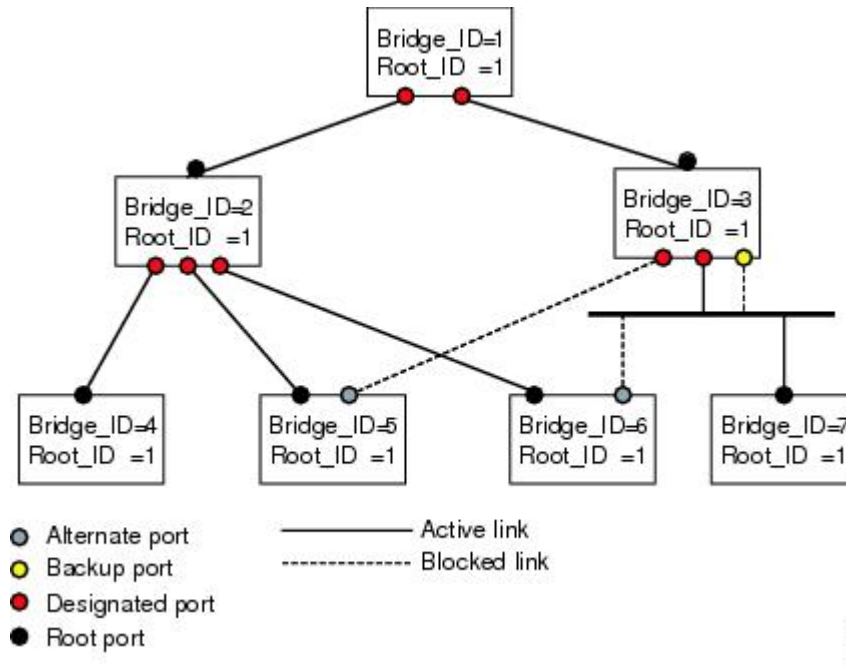 Bridge_ID=1
Root_ID =1
Bridge_ID=2
Root_ID =1
Bridge_ID=3
Root_ID =1
Bridge_ID=4
Root_ID =1
Bridge_ID=5
Root_ID =1
Bridge_ID=6
Root_ID =1
Bridge_ID=7
Root_ID =1
Alternate port
Backup port
Designated port
Root port
Active link
Blocked link